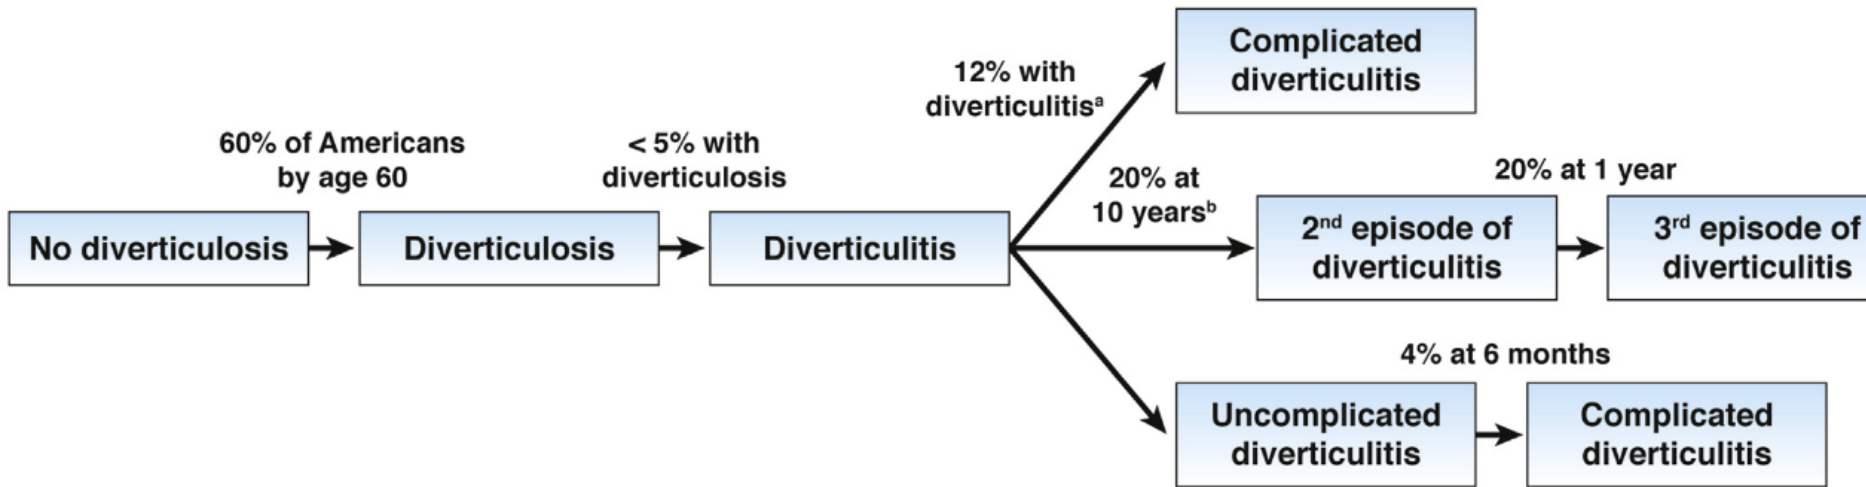 No diverticulosis
60% of Americans
by age 60
Diverticulosis
< 5% with
diverticulosis
Diverticulitis
12% with
diverticulitisᵃ
Complicated
diverticulitis
20% at
10 yearsᵇ
2ⁿᵈ episode of
diverticulitis
20% at 1 year
3ʳᵈ episode of
diverticulitis
Uncomplicated
diverticulitis
4% at 6 months
Complicated
diverticulitis